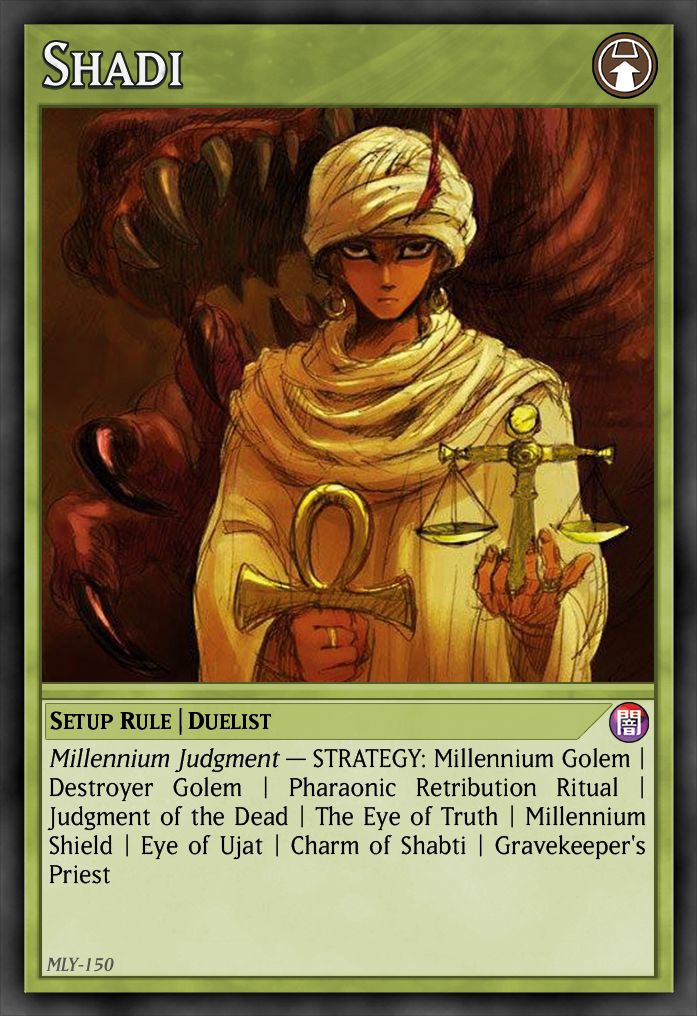 SHADI
SETUP RULE | DUELIST
闇
Millennium Judgment — STRATEGY: Millennium Golem |
Destroyer Golem | Pharaonic Retribution Ritual |
Judgment of the Dead | The Eye of Truth | Millennium
Shield | Eye of Ujat | Charm of Shabti | Gravekeeper's
Priest
MLY-150